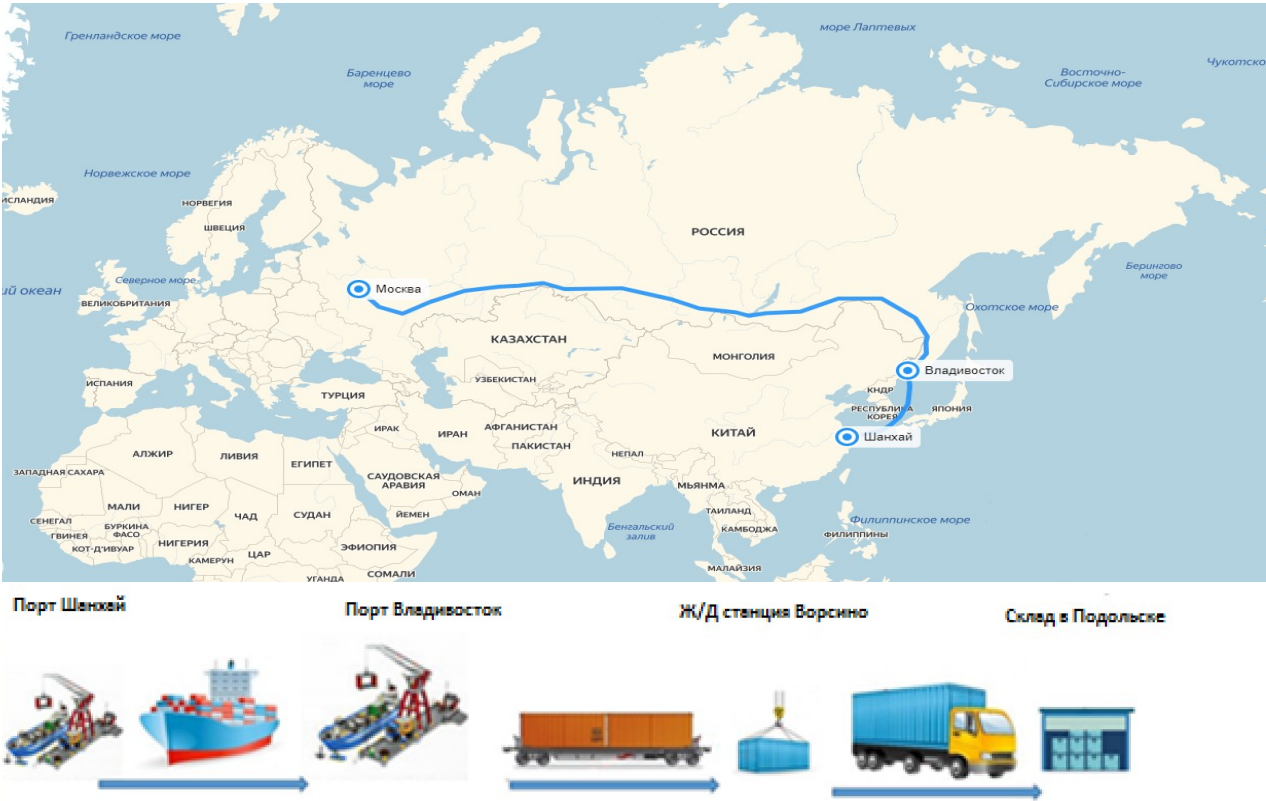 Гренландское море
море Лаптевых
Баренцево
море
Восточно-
Сибирское море
Чукотско
Норвежское море
ИСЛАНДИЯ
НОРВЕГИЯ
ШВЕЦИЯ
РОССИЯ
Северное море
ий океан
ВЕЛИКОБРИТАНИЯ
Москва
Берингово
море
Охотское море
КАЗАХСТАН
МОНГОЛИЯ
Владивосток
ИСПАНИЯ
ТУРЦИЯ
УЗБЕКИСТАН
КНДР
РЕСПУБЛИКА
КОРЕЯ
ЯПОНИЯ
ИРАК
ИРАН
АФГАНИСТАН
ПАКИСТАН
КИТАЙ
Шанхай
АЛЖИР
ЛИВИЯ
ЕГИПЕТ
НЕПАЛ
ЗАПАДНАЯ САХАРА
САУДОВСКАЯ
АРАВИЯ
ОМАН
ИНДИЯ
МЬЯНМА
МАЛИ
НИГЕР
ЧАД
СУДАН
ЙЕМЕН
ТАИЛАНД
СЕНЕГАЛ
БУРКИНА
ФАСО
ГВИНЕЯ
КОТ-Д'ИВУАР
НИГЕРИЯ
КАМЕРУН
ЦАР
ЭФИОПИЯ
Бенгальский
залив
КАМБОДЖА
Филиппинское море
ФИЛИППИНЫ
УГАНДА
СОМАЛИ
МАЛАЙЗИЯ
Порт Шанхай
Порт Владивосток
Ж/Д станция Ворсино
Склад в Подольске